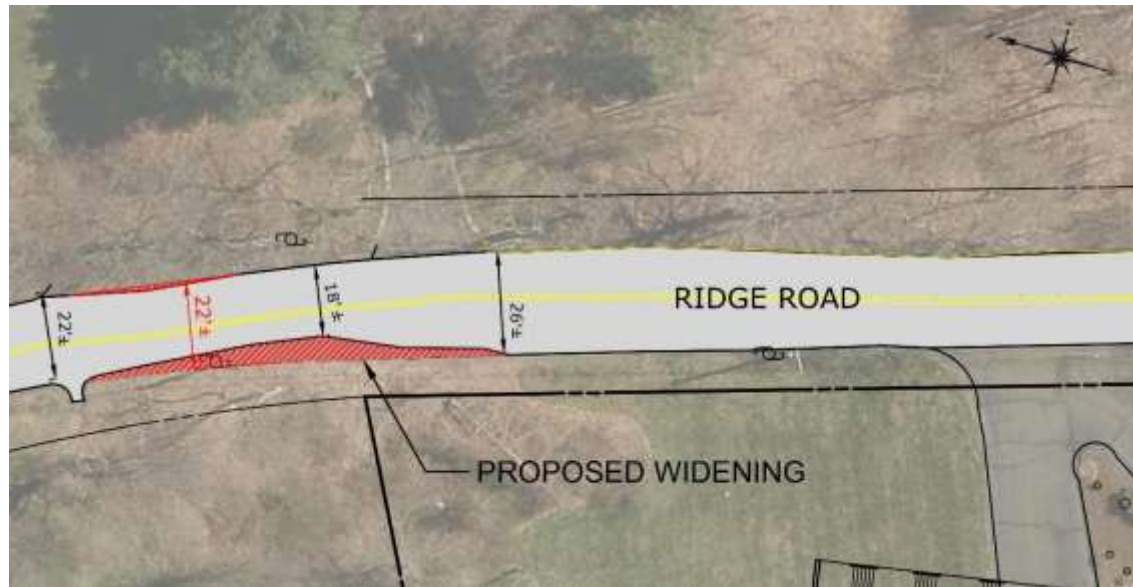 RIDGE ROAD
22'±
22'±
18'±
26'±
PROPOSED WIDENING